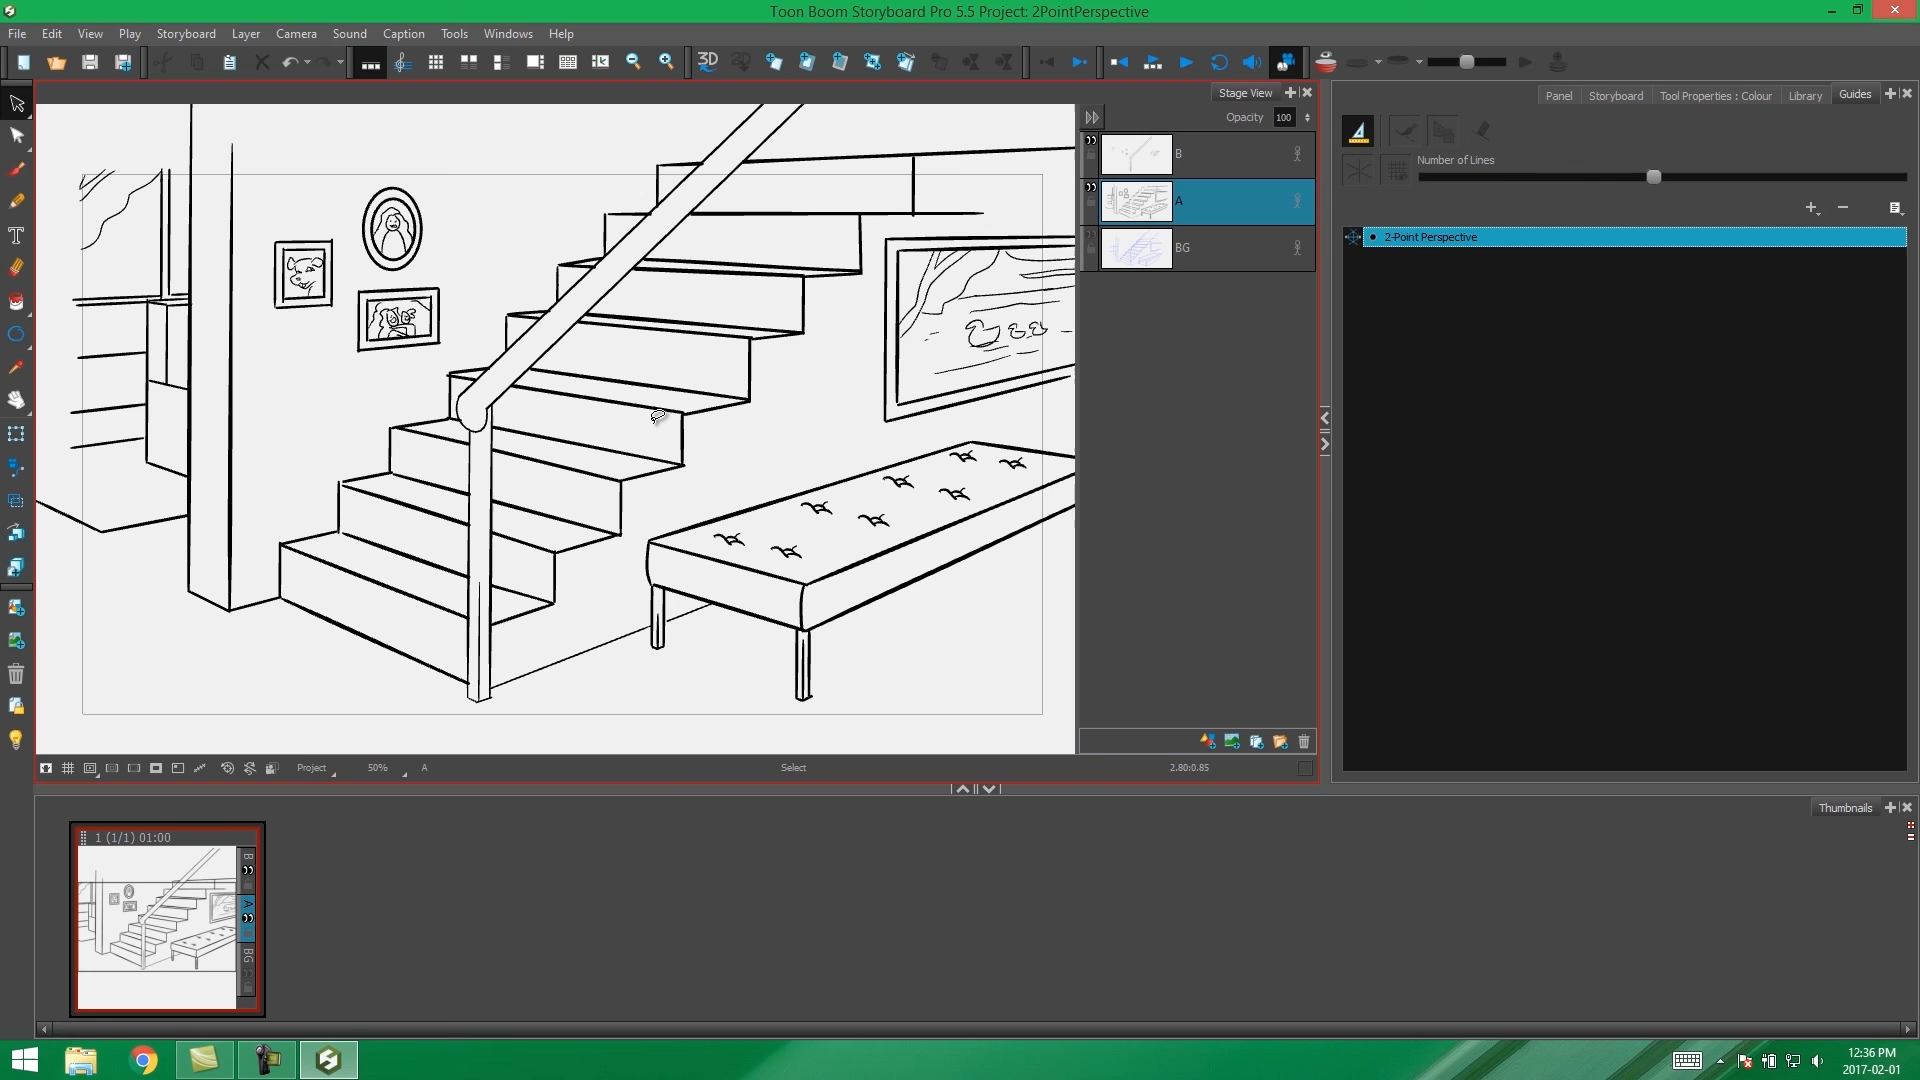 Toon Boom Storyboard Pro 5.5 Project: 2PointPerspective
File Edit View Play Storyboard Layer Camera Sound Caption Tools Windows Help
3D
Stage View
Opacity 100
B
A
BG
Panel Storyboard Tool Properties : Colour Library Guides
Number of Lines
2-Point Perspective
Project 50% A Select 2.80:0.85
Thumbnails
1 (1/1) 01:00
B
A
BG
12:36 PM
2017-02-01